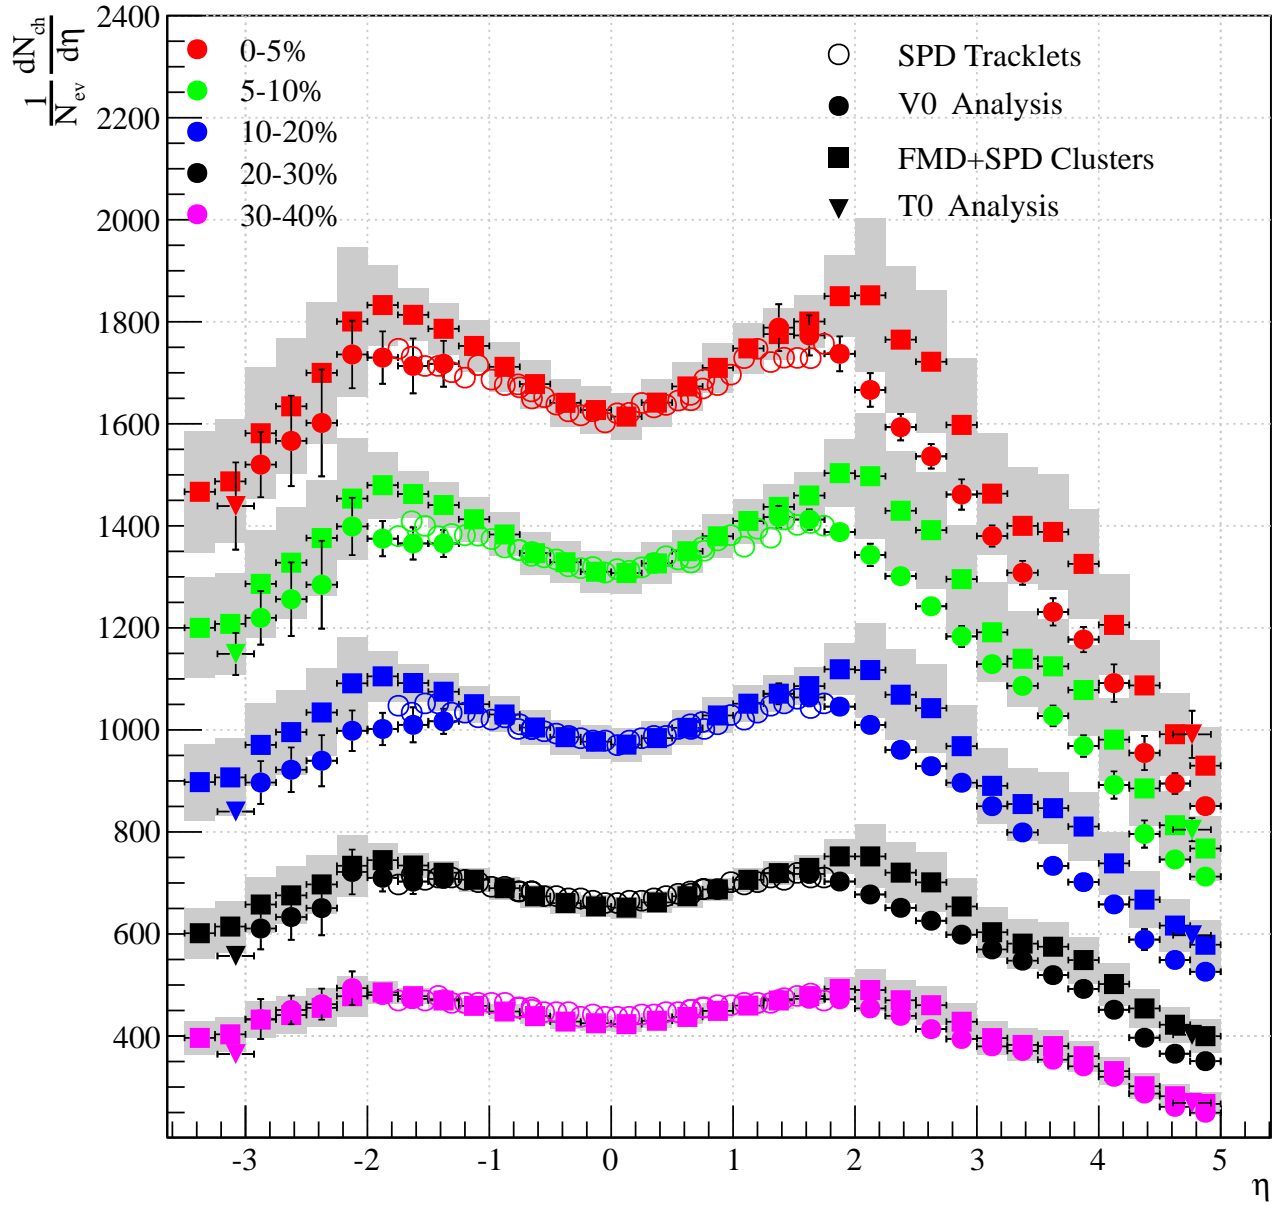 1/N_ev dN_ch/dη
2400
2200
2000
1800
1600
1400
1200
1000
800
600
400
0-5%
5-10%
10-20%
20-30%
30-40%
SPD Tracklets
V0 Analysis
FMD+SPD Clusters
T0 Analysis
-3 -2 -1 0 1 2 3 4 5
η